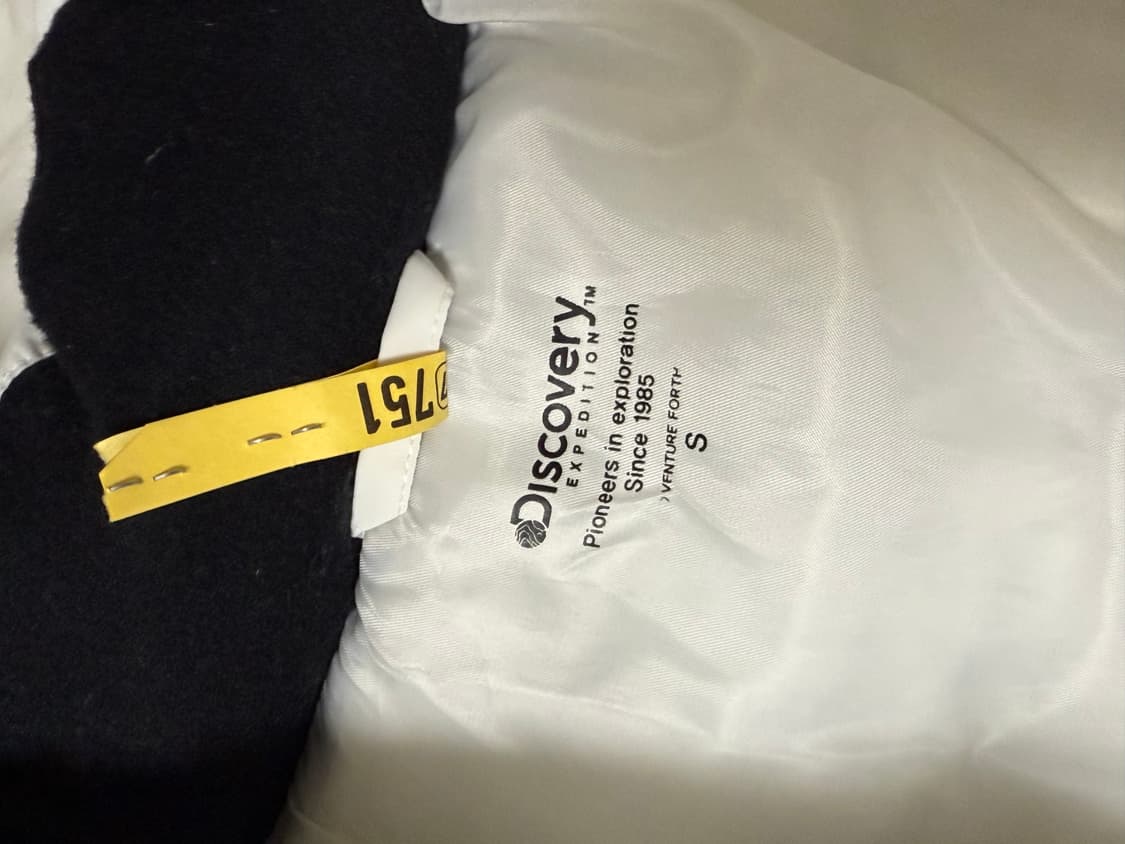 Discovery™
EXPEDITION
Pioneers in exploration
Since 1985
VENTURE FORTH
S
751